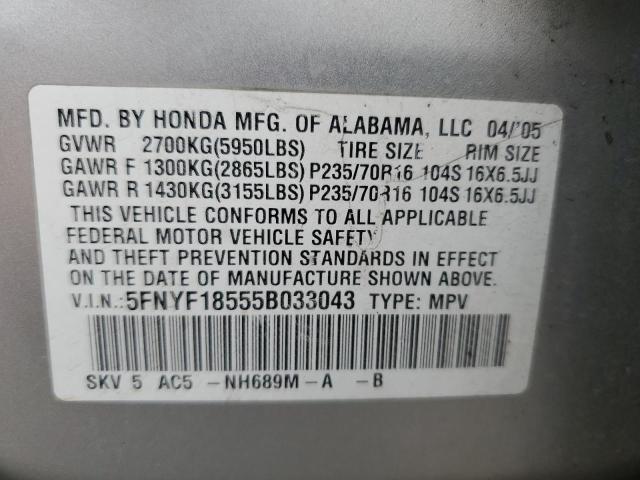 MFD. BY HONDA MFG. OF ALABAMA, LLC 04/'05
GVWR 2700KG(5950LBS) TIRE SIZE RIM SIZE
GAWR F 1300KG(2865LBS) P235/70R16 104S 16X6.5JJ
GAWR R 1430KG(3155LBS) P235/70R16 104S 16X6.5JJ
THIS VEHICLE CONFORMS TO ALL APPLICABLE
FEDERAL MOTOR VEHICLE SAFETY
AND THEFT PREVENTION STANDARDS IN EFFECT
ON THE DATE OF MANUFACTURE SHOWN ABOVE.
V.I.N.: 5FNYF18555B033043 TYPE: MPV
SKV 5 AC5 -NH689M-A -B